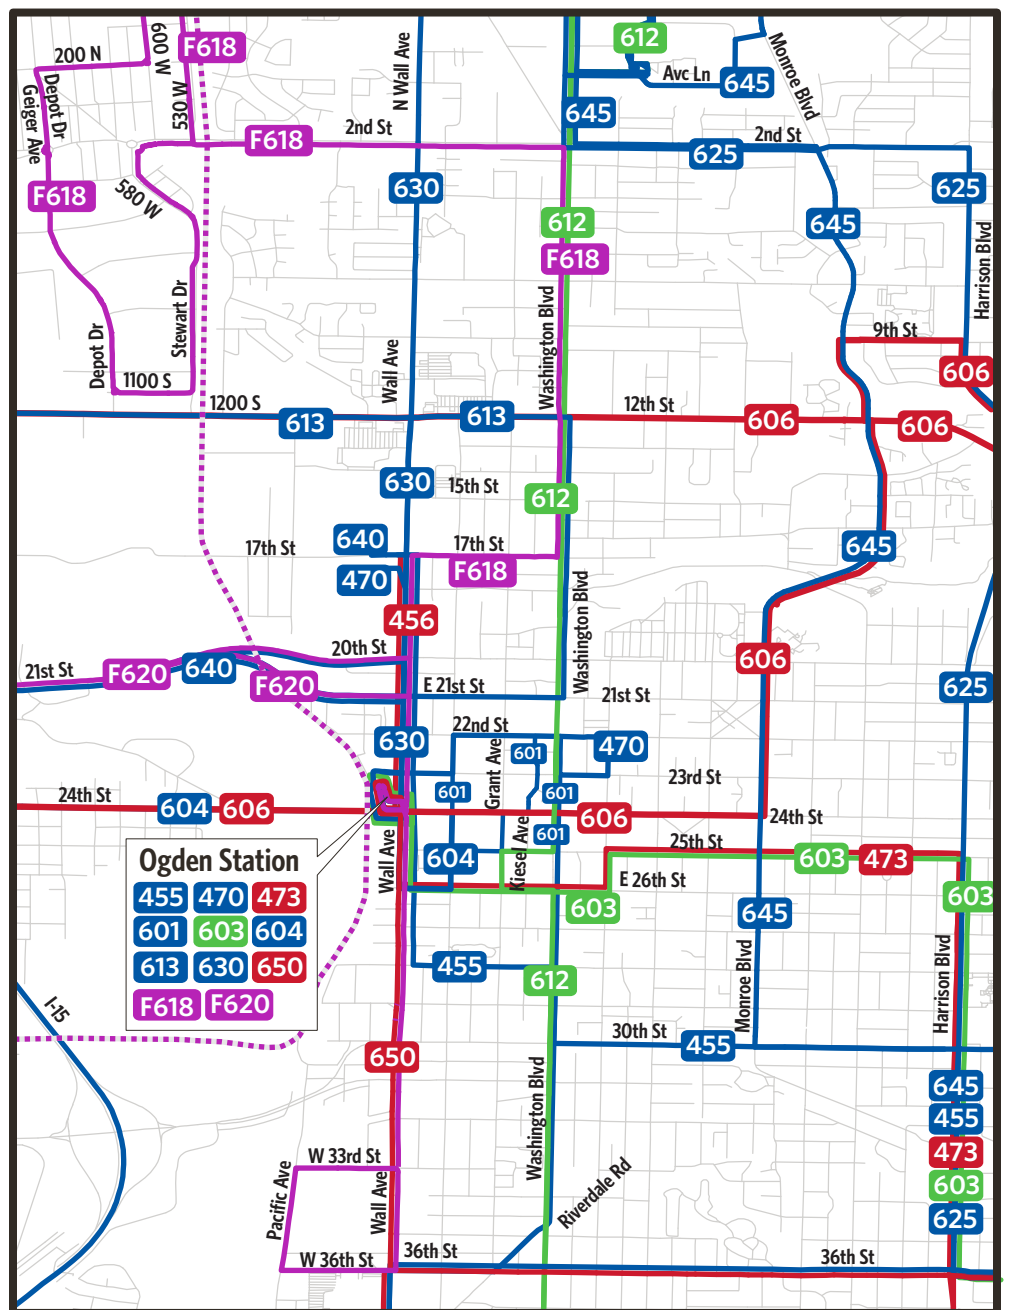 600 W
F618
612
200 N
N Wall Ave
Monroe Blvd
Avc Ln
645
Depot Dr
Geiger Ave
530 W
645
2nd St
F618
2nd St
625
F618
580 W
630
625
612
645
F618
Harrison Blvd
Stewart Dr
Washington Blvd
Depot Dr
Wall Ave
9th St
606
1100 S
1200 S
613
613
12th St
606
606
630
15th St
612
640
17th St
17th St
645
470
F618
456
Washington Blvd
20th St
606
21st St
F620
640
F620
E 21st St
21st St
625
630
22nd St
601
470
Grant Ave
23rd St
24th St
604
606
601
601
606
24th St
601
Kiesel Ave
25th St
Wall Ave
604
603
473
E 26th St
603
603
Ogden Station
455 470 473
601 603 604
613 630 650
F618 F620
645
455
612
Monroe Blvd
Harrison Blvd
I-15
30th St
455
650
645
455
473
603
625
Washington Blvd
W 33rd St
Pacific Ave
Wall Ave
Riverdale Rd
W 36th St
36th St
36th St